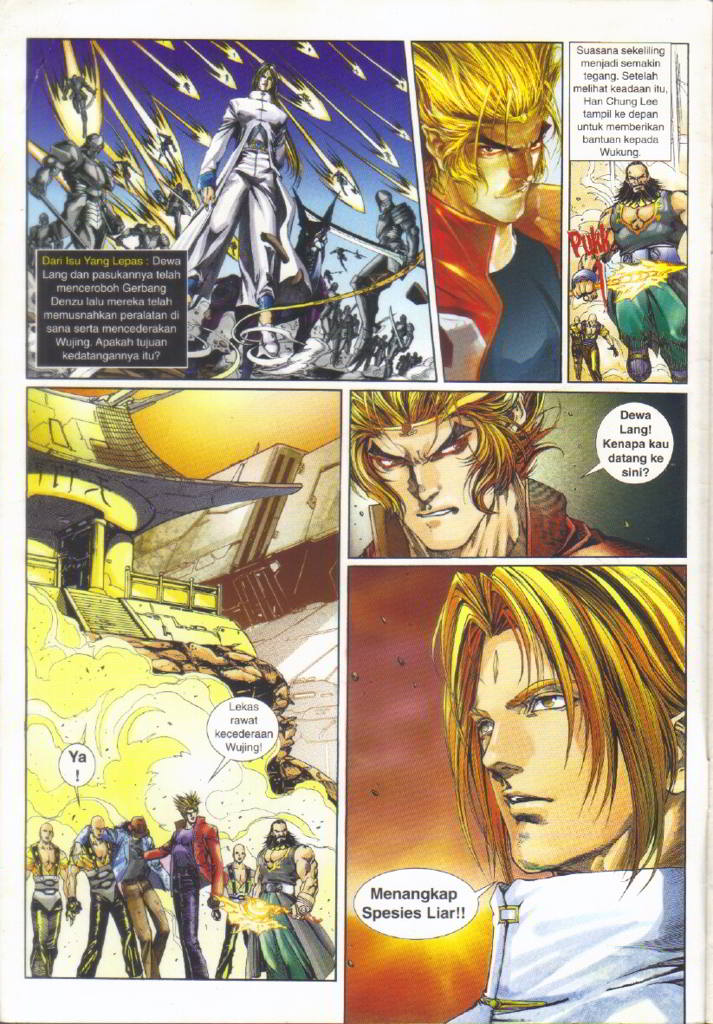 Dari Isu Yang Lepas : Dewa
Lang dan pasukannya telah
menceroboh Gerbang
Denzu lalu mereka telah
memusnahkan peralatan di
sana serta mencederakan
Wujing. Apakah tujuan
kedatangannya itu?
Suasana sekeliling
menjadi semakin
tegang. Setelah
melihat keadaan itu,
Han Chung Lee
tampil ke depan
untuk memberikan
bantuan kepada
Wukung.
Pukk
!
Dewa
Lang!
Kenapa kau
datang ke
sini?
Lekas
rawat
kecederaan
Wujing!
Ya
!
Menangkap
Spesies Liar!!